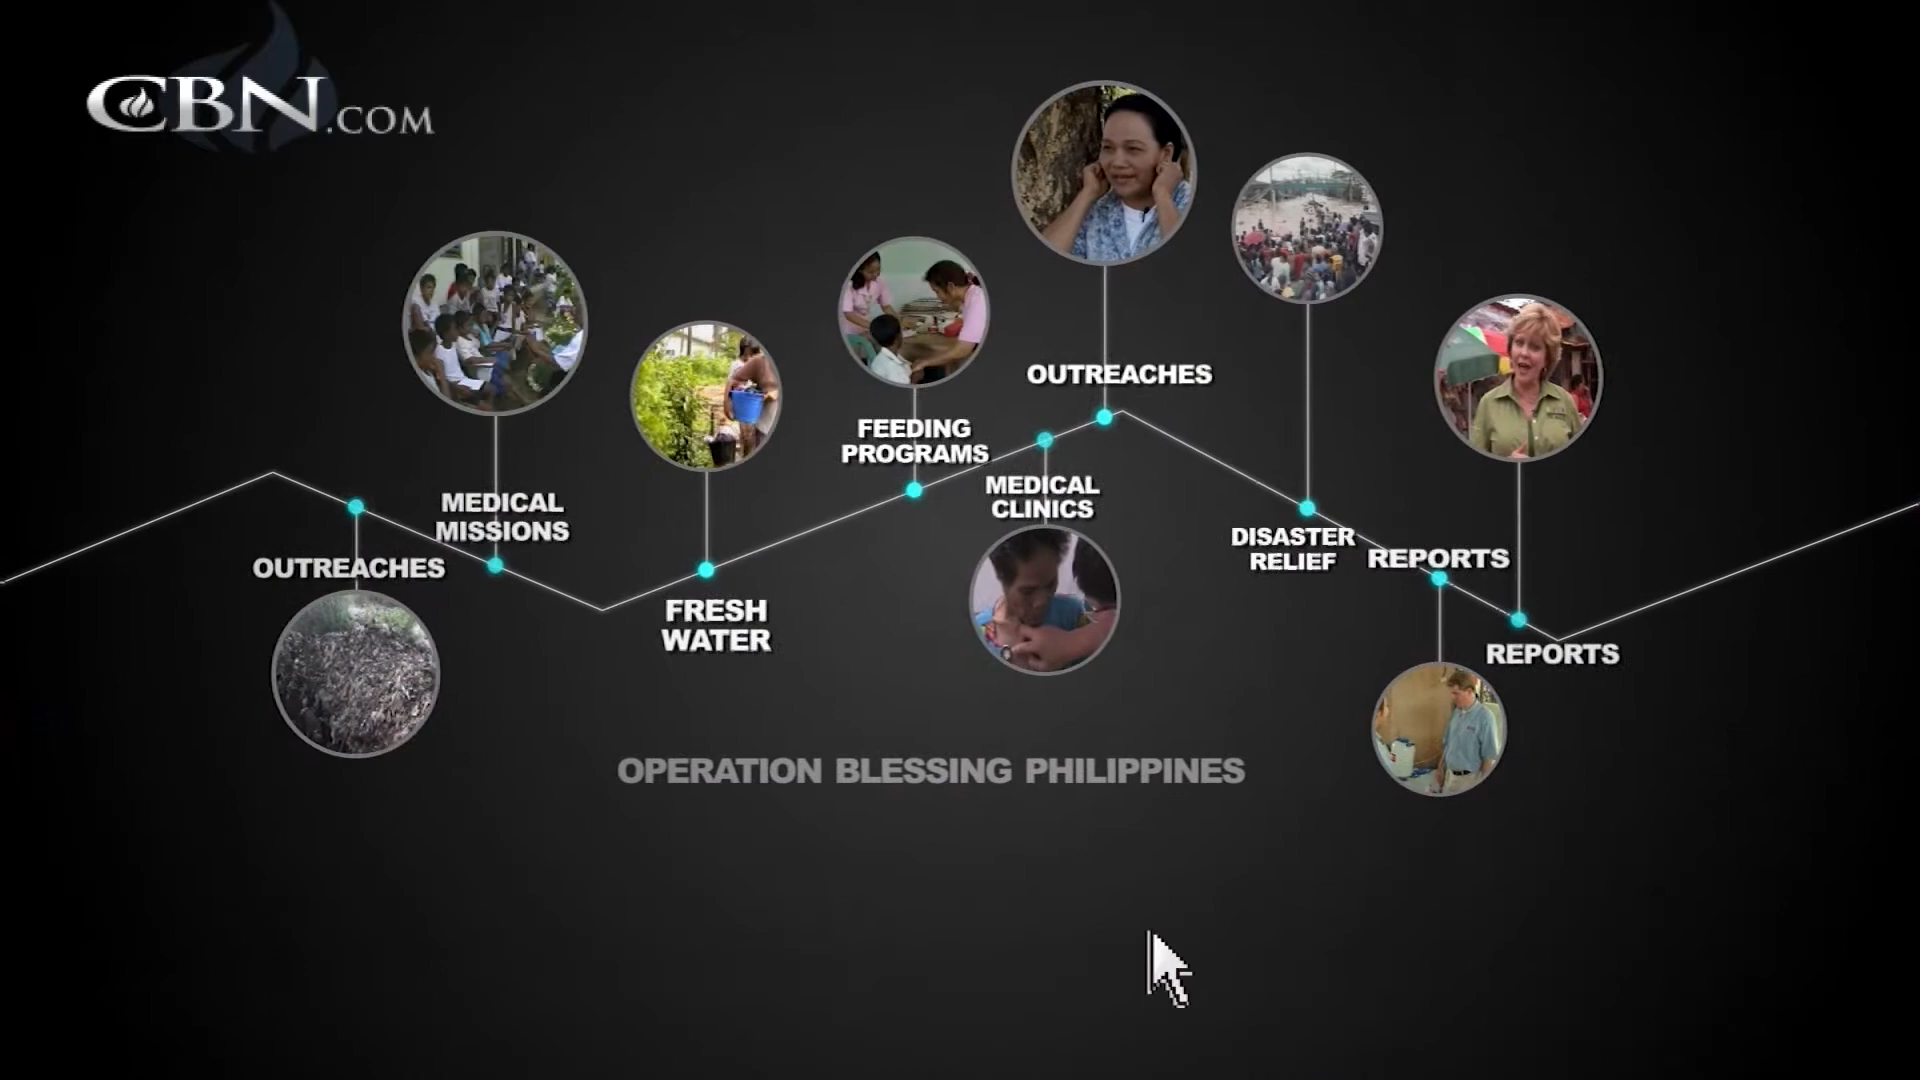 CBN.COM
OUTREACHES
MEDICAL
MISSIONS
FRESH
WATER
FEEDING
PROGRAMS
MEDICAL
CLINICS
OUTREACHES
DISASTER
RELIEF
REPORTS
REPORTS
OPERATION BLESSING PHILIPPINES